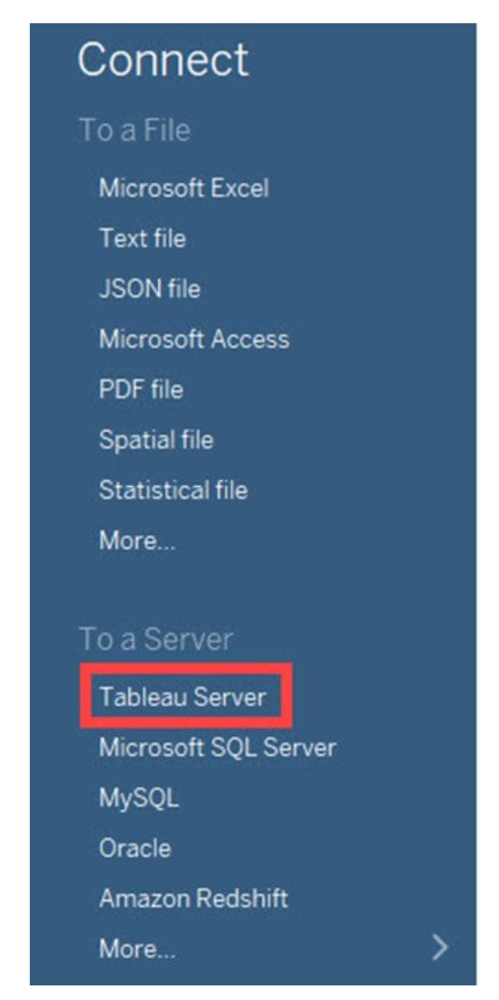 Connect
To a File
Microsoft Excel
Text file
JSON file
Microsoft Access
PDF file
Spatial file
Statistical file
More...
To a Server
Tableau Server
Microsoft SQL Server
MySQL
Oracle
Amazon Redshift
More...